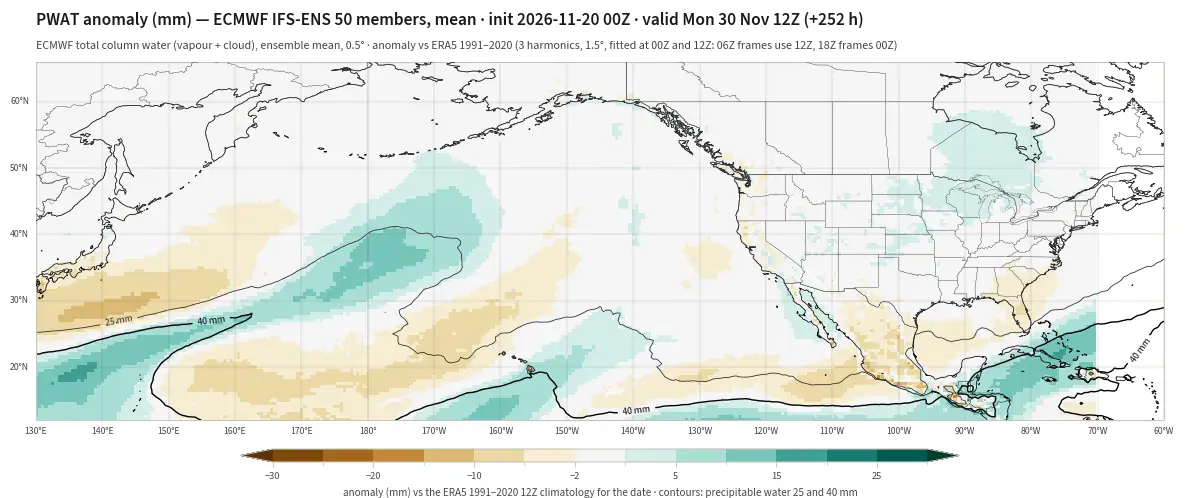 PWAT anomaly (mm) — ECMWF IFS-ENS 50 members, mean · init 2026-11-20 00Z · valid Mon 30 Nov 12Z (+252 h)
ECMWF total column water (vapour + cloud), ensemble mean, 0.5° · anomaly vs ERA5 1991–2020 (3 harmonics, 1.5°, fitted at 00Z and 12Z: 06Z frames use 12Z, 18Z frames 00Z)
60°N
50°N
40°N
30°N
20°N
25 mm
40 mm
40 mm
40 mm
130°E 140°E 150°E 160°E 170°E 180° 170°W 160°W 150°W 140°W 130°W 120°W 110°W 100°W 90°W 80°W 70°W 60°W
−30 −20 −10 −2 5 15 25
anomaly (mm) vs the ERA5 1991–2020 12Z climatology for the date · contours: precipitable water 25 and 40 mm